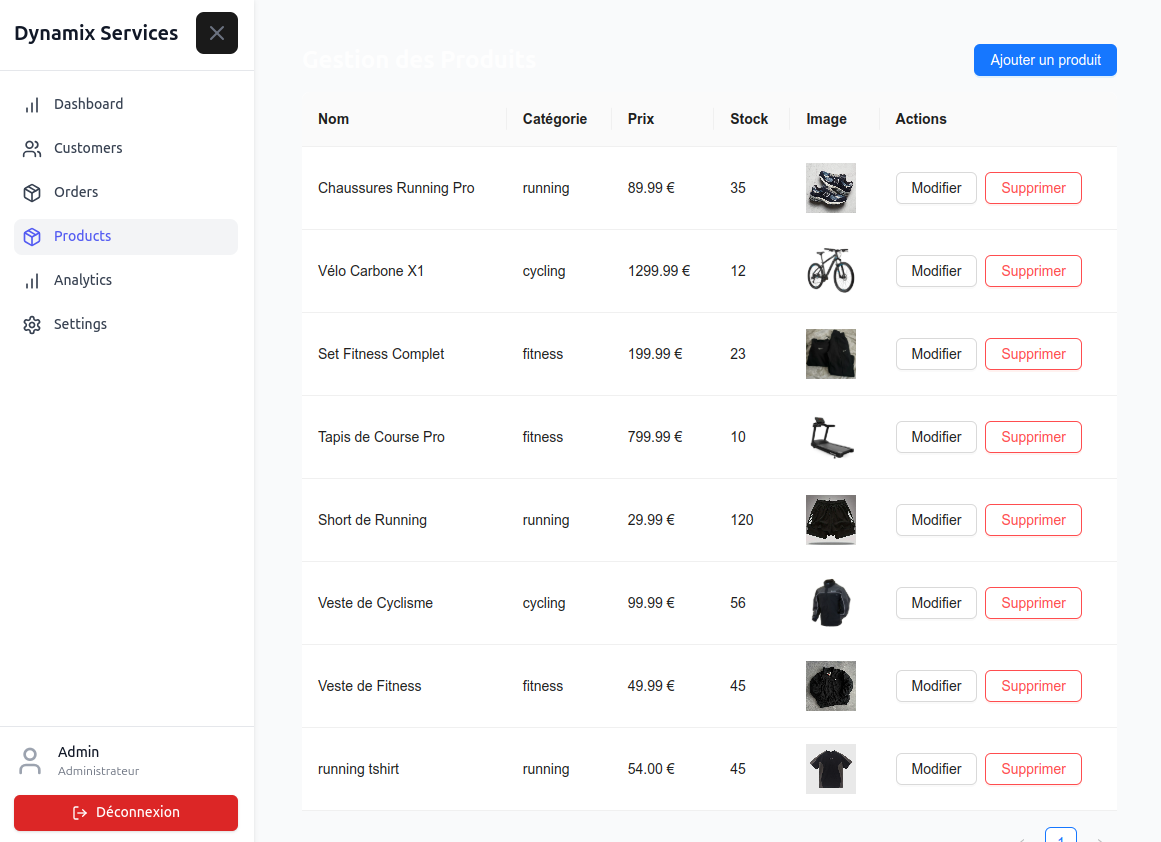 Dynamix Services
Dashboard
Customers
Orders
Products
Analytics
Settings
Admin
Administrateur
Déconnexion
Gestion des Produits
Ajouter un produit
Nom Catégorie Prix Stock Image Actions
Chaussures Running Pro running 89.99 € 35 Modifier Supprimer
Vélo Carbone X1 cycling 1299.99 € 12 Modifier Supprimer
Set Fitness Complet fitness 199.99 € 23 Modifier Supprimer
Tapis de Course Pro fitness 799.99 € 10 Modifier Supprimer
Short de Running running 29.99 € 120 Modifier Supprimer
Veste de Cyclisme cycling 99.99 € 56 Modifier Supprimer
Veste de Fitness fitness 49.99 € 45 Modifier Supprimer
running tshirt running 54.00 € 45 Modifier Supprimer
1